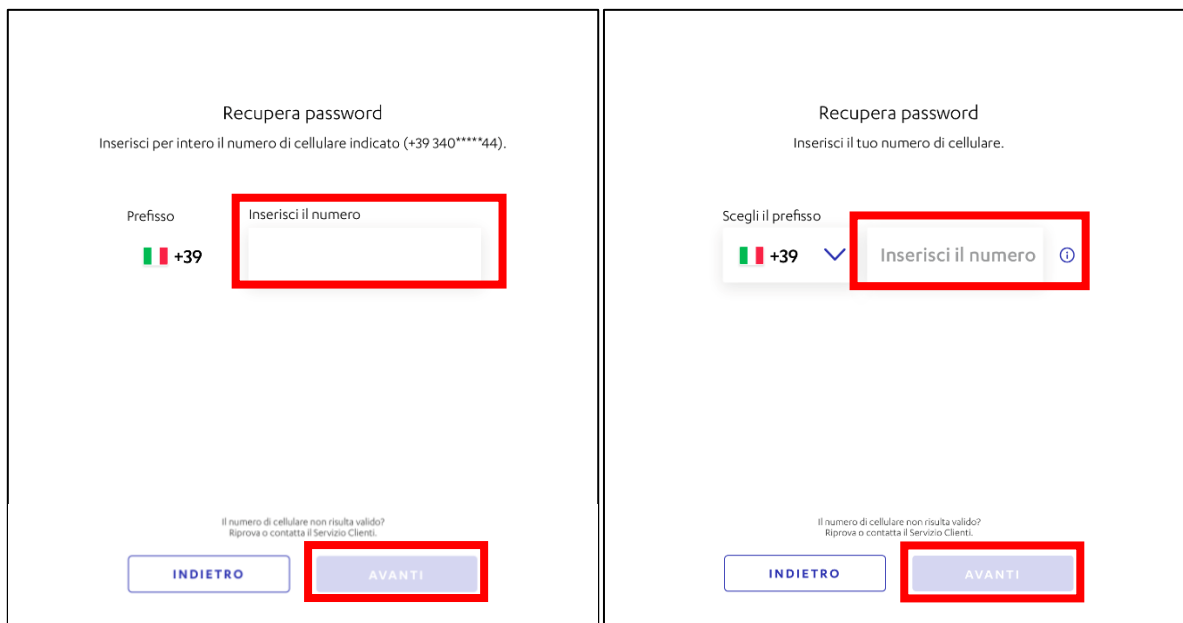 Recupera password
Inserisci per intero il numero di cellulare indicato (+39 340*****44).
Prefisso
Inserisci il numero
+39
Il numero di cellulare non risulta valido?
Riprova o contatta il Servizio Clienti.
INDIETRO
AVANTI
Recupera password
Inserisci il tuo numero di cellulare.
Scegli il prefisso
+39
Inserisci il numero
Il numero di cellulare non risulta valido?
Riprova o contatta il Servizio Clienti.
INDIETRO
AVANTI